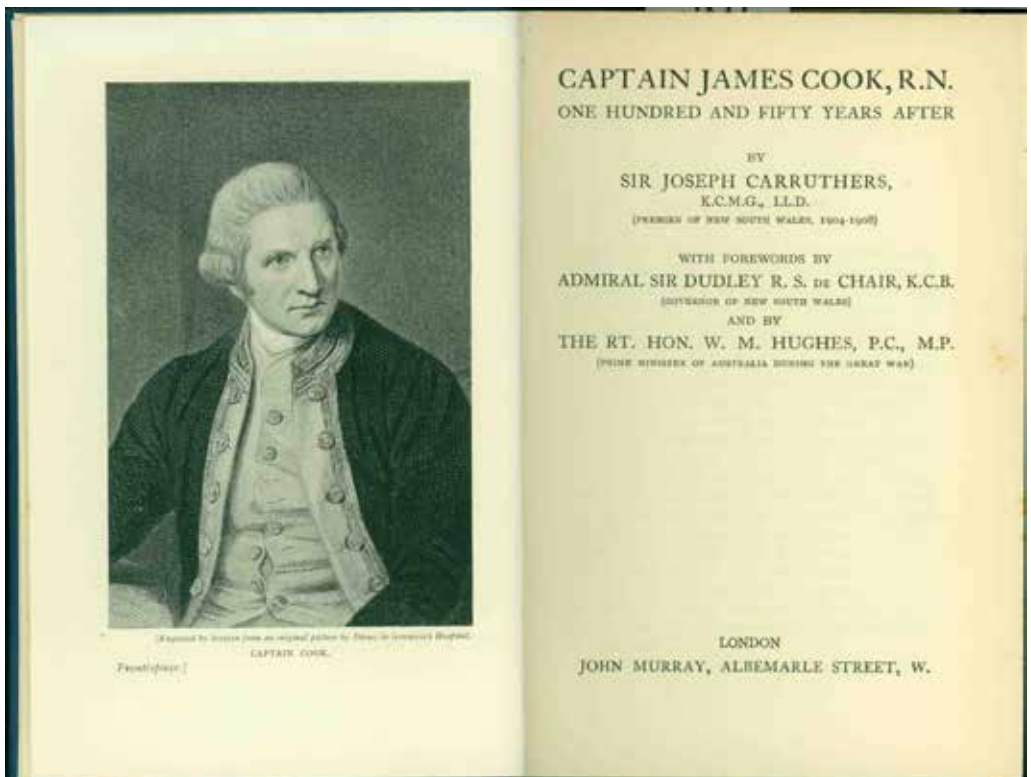 [Engraved by Scriven from an original picture by Dance in Greenwich Hospital.
CAPTAIN COOK.
Frontispiece.]
CAPTAIN JAMES COOK, R.N.
ONE HUNDRED AND FIFTY YEARS AFTER
BY
SIR JOSEPH CARRUTHERS,
K.C.M.G., LL.D.
(PREMIER OF NEW SOUTH WALES, 1904-1908)
WITH FOREWORDS BY
ADMIRAL SIR DUDLEY R. S. DE CHAIR, K.C.B.
(GOVERNOR OF NEW SOUTH WALES)
AND BY
THE RT. HON. W. M. HUGHES, P.C., M.P.
(PRIME MINISTER OF AUSTRALIA DURING THE GREAT WAR)
LONDON
JOHN MURRAY, ALBEMARLE STREET, W.